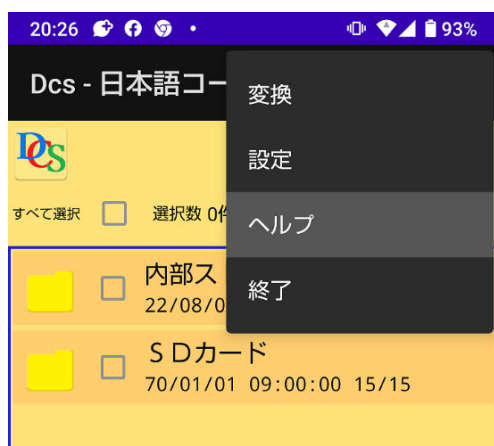 20:26 93%
Dcs - 日本語コー
変換
DCS
設定
すべて選択 選択数 0件
ヘルプ
内部ス
22/08/0
終了
SDカード
70/01/01 09:00:00 15/15